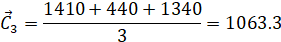 C⃗₃ = (1410 + 440 + 1340) / 3 = 1063.3